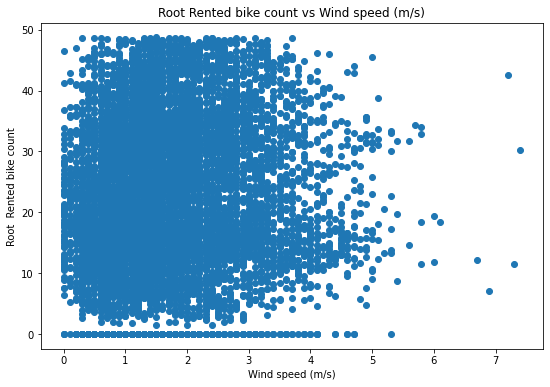 Root Rented bike count vs Wind speed (m/s)
50
40
30
20
10
0
Root  Rented bike count
0 1 2 3 4 5 6 7
Wind speed (m/s)